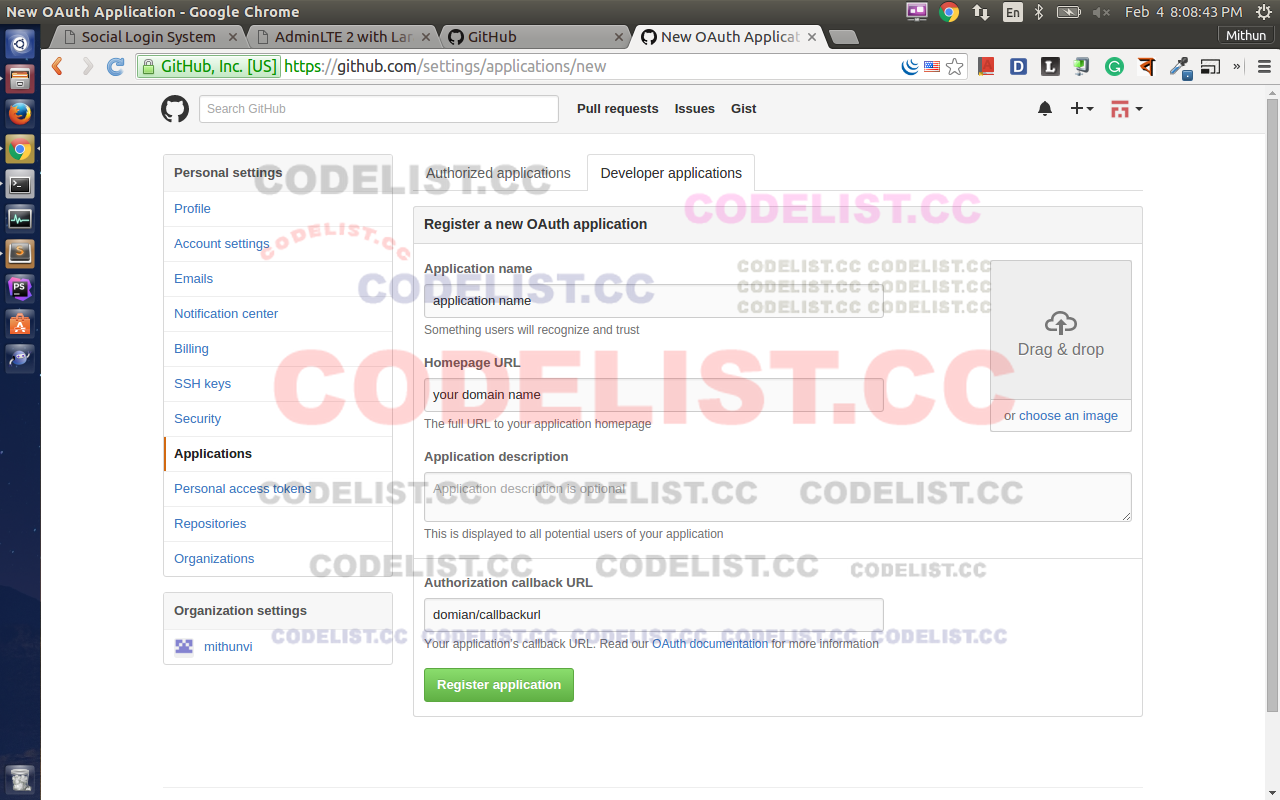 New OAuth Application - Google Chrome
En
Feb 4 8:08:43 PM
Social Login System
AdminLTE 2 with Lar
GitHub
New OAuth Applicat
Mithun
GitHub, Inc. [US] https://github.com/settings/applications/new
Search GitHub
Pull requests Issues Gist
Personal settings
Profile
Account settings
Emails
Notification center
Billing
SSH keys
Security
Applications
Personal access tokens
Repositories
Organizations
Organization settings
mithunvi
Authorized applications
Developer applications
Register a new OAuth application
Application name
application name
Something users will recognize and trust
Homepage URL
your domain name
The full URL to your application homepage
Drag & drop
or choose an image
Application description
Application description is optional
This is displayed to all potential users of your application
Authorization callback URL
domian/callbackurl
Your application's callback URL. Read our OAuth documentation for more information
Register application
CODELIST.CC
CODELIST.CC
CODELIST.CC
CODELIST.CC
CODELIST.CC CODELIST.CC
CODELIST.CC CODELIST.CC
CODELIST.CC CODELIST.CC
CODELIST.CC
CODELIST.CC CODELIST.CC CODELIST.CC
CODELIST.CC CODELIST.CC CODELIST.CC
CODELIST.CC CODELIST.CC CODELIST.CC CODELIST.CC CODELIST.CC